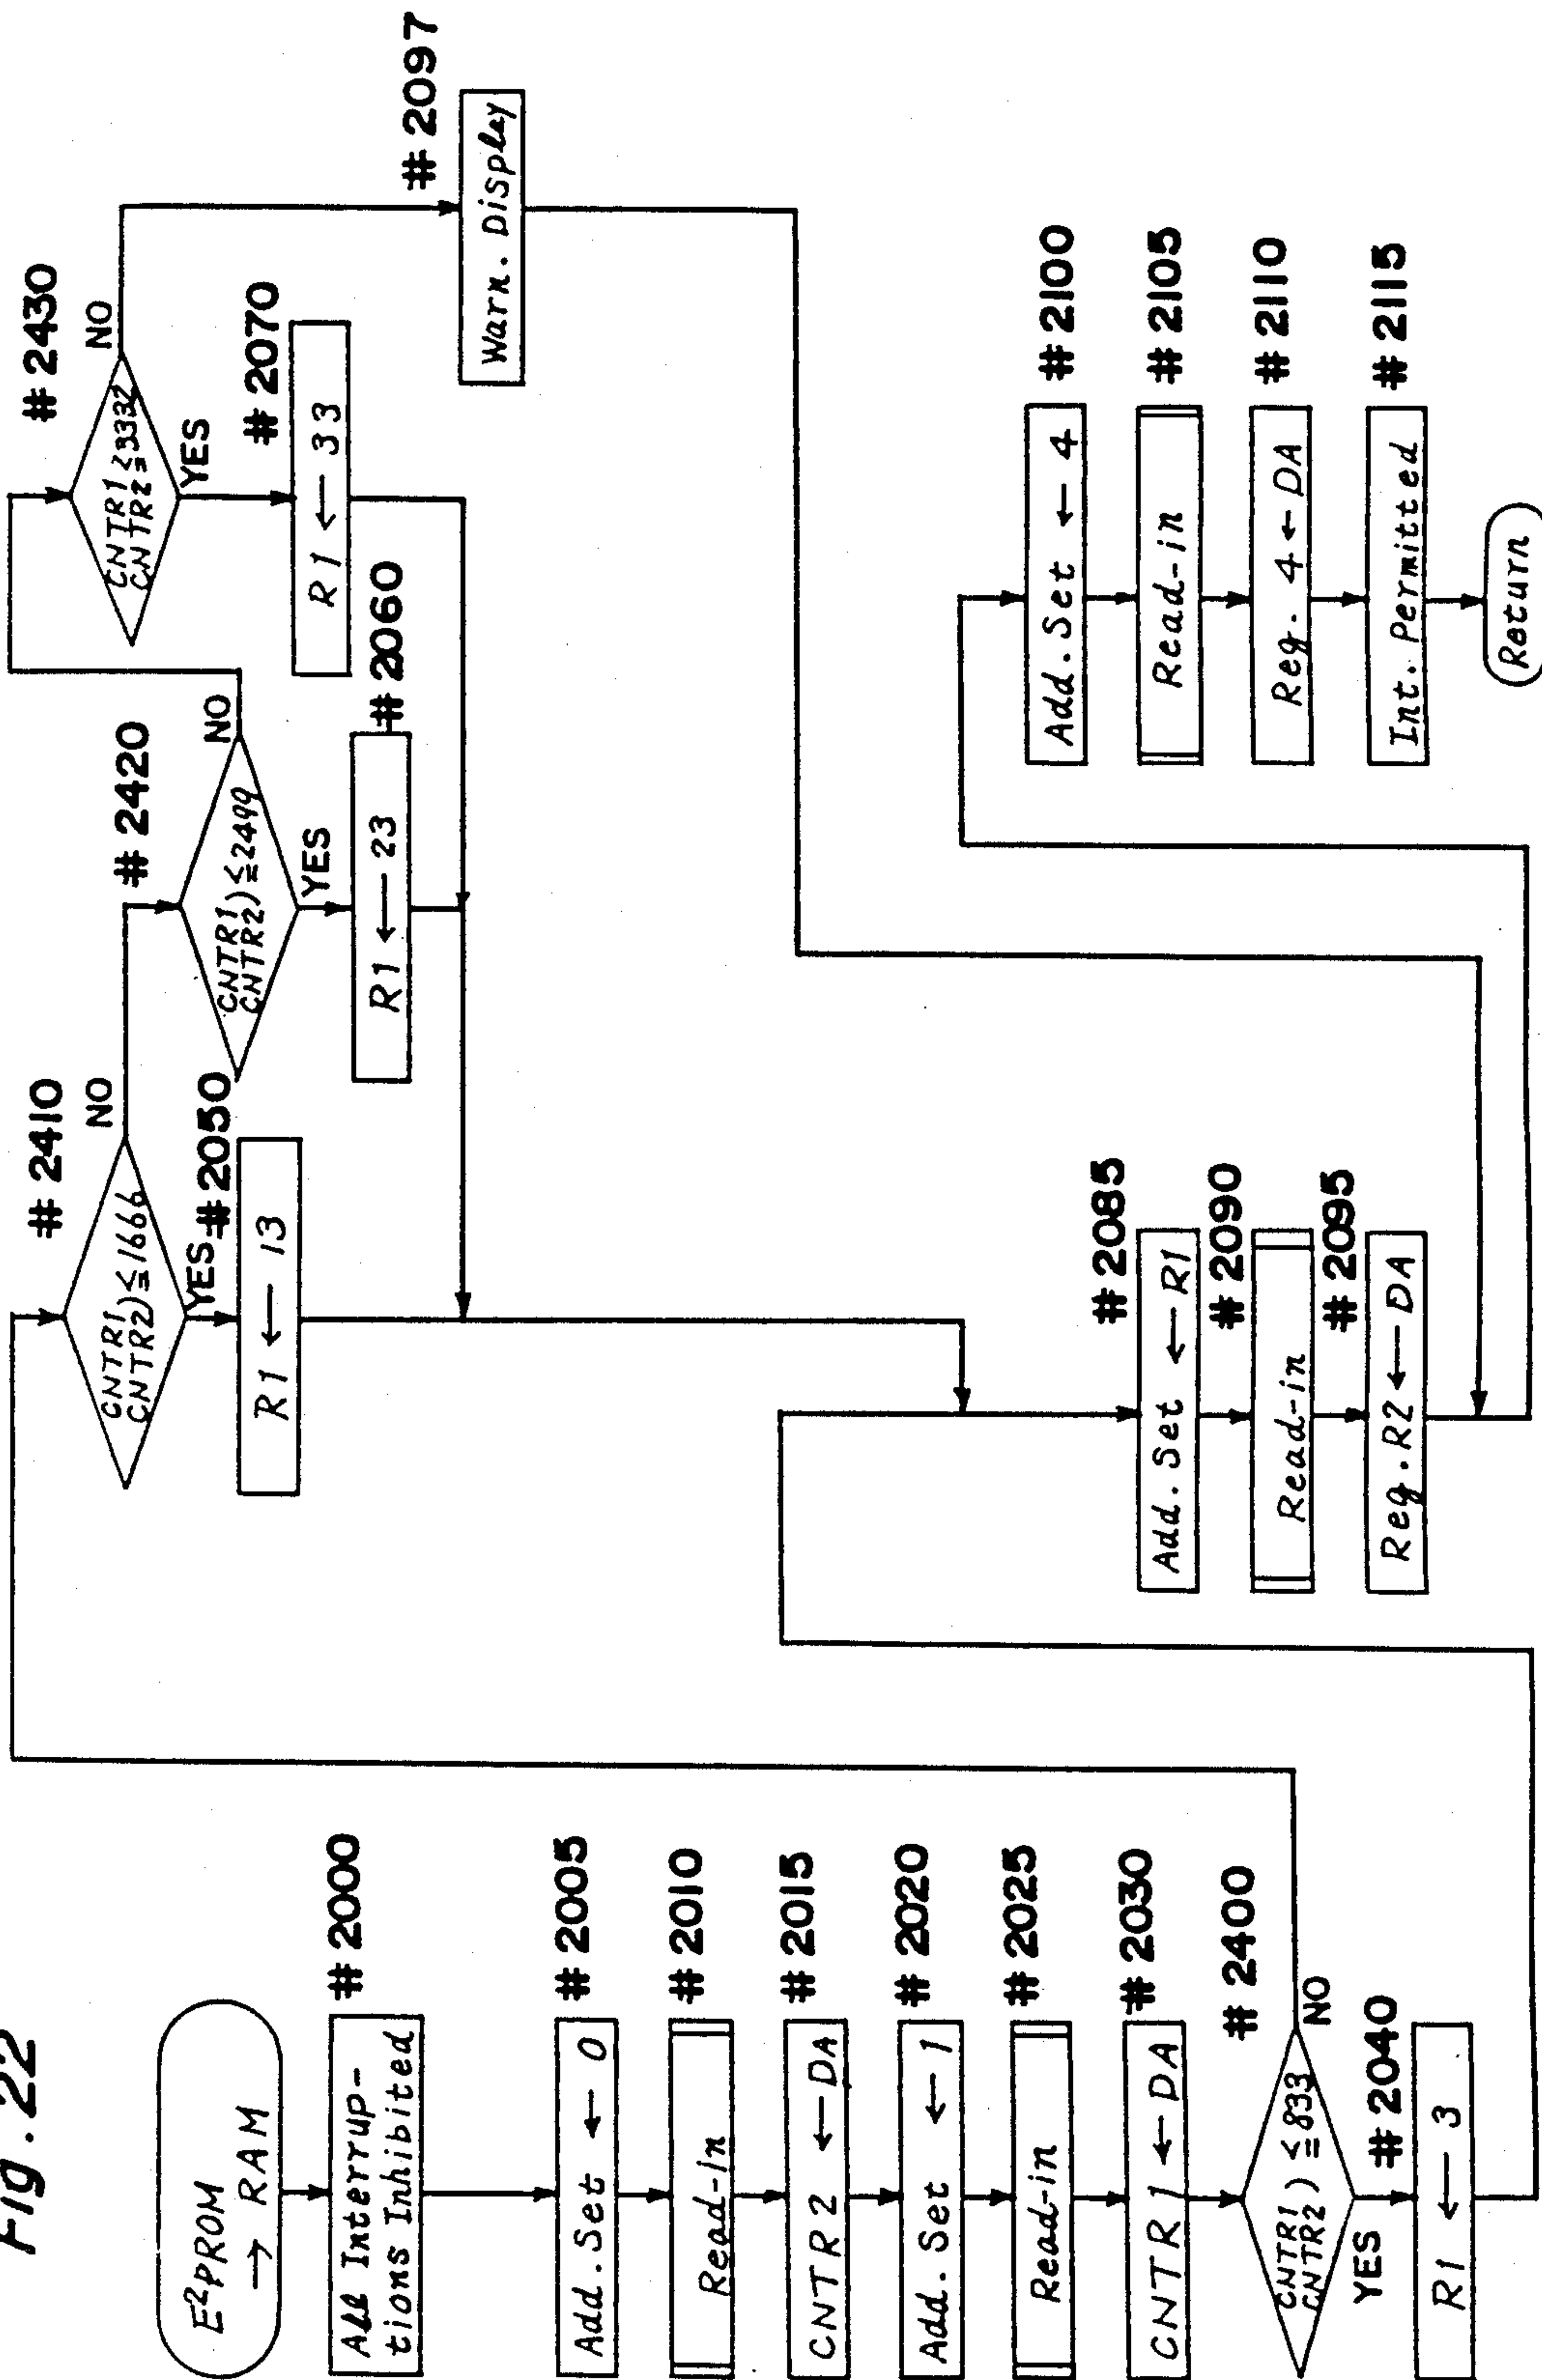 Fig. 22
E²PROM
→ RAM
All Interrup-
tions Inhibited
#2000
Add. Set ← 0
#2005
Read-in
#2010
CNTR 2 ← DA
#2015
Add. Set ← 1
#2020
Read-in
#2025
CNTR 1 ← DA
#2030
CNTR1
CNTR2) ≦ 833
#2400
NO
YES
#2040
R1 ← 3
CNTR1
CNTR2) ≦ 1666
#2410
NO
YES
#2050
R1 ← 13
CNTR1
CNTR2) ≦ 2499
#2420
NO
YES
#2060
R1 ← 23
CNTR1
CNTR2 ≦ 3332
#2430
NO
YES
#2070
R1 ← 33
#2097
Warn. Display
Add. Set ← R1
#2085
Read-in
#2090
Reg. R2 ← DA
#2095
Add. Set ← 4
#2100
Read-in
#2105
Reg. 4 ← DA
#2110
Int. Permitted
#2115
Return